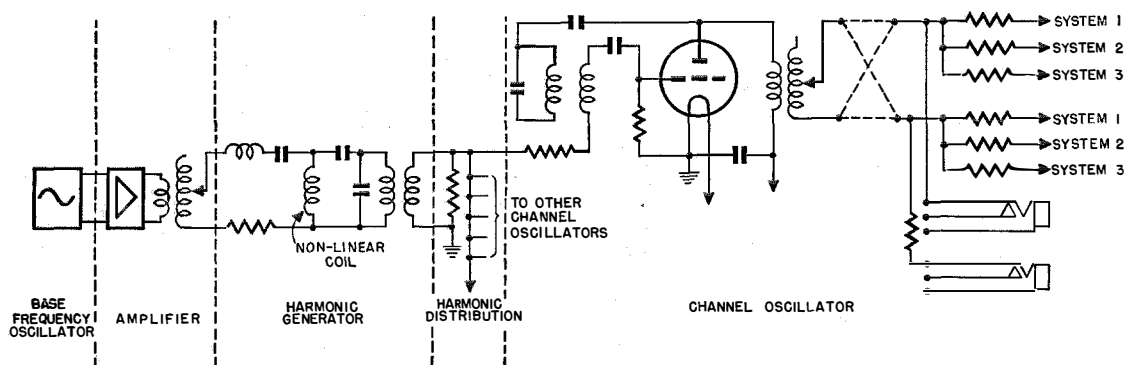 SYSTEM 1
SYSTEM 2
SYSTEM 3
SYSTEM 1
SYSTEM 2
SYSTEM 3
TO OTHER
CHANNEL
OSCILLATORS
NON-LINEAR
COIL
BASE
FREQUENCY
OSCILLATOR
AMPLIFIER
HARMONIC
GENERATOR
HARMONIC
DISTRIBUTION
CHANNEL OSCILLATOR